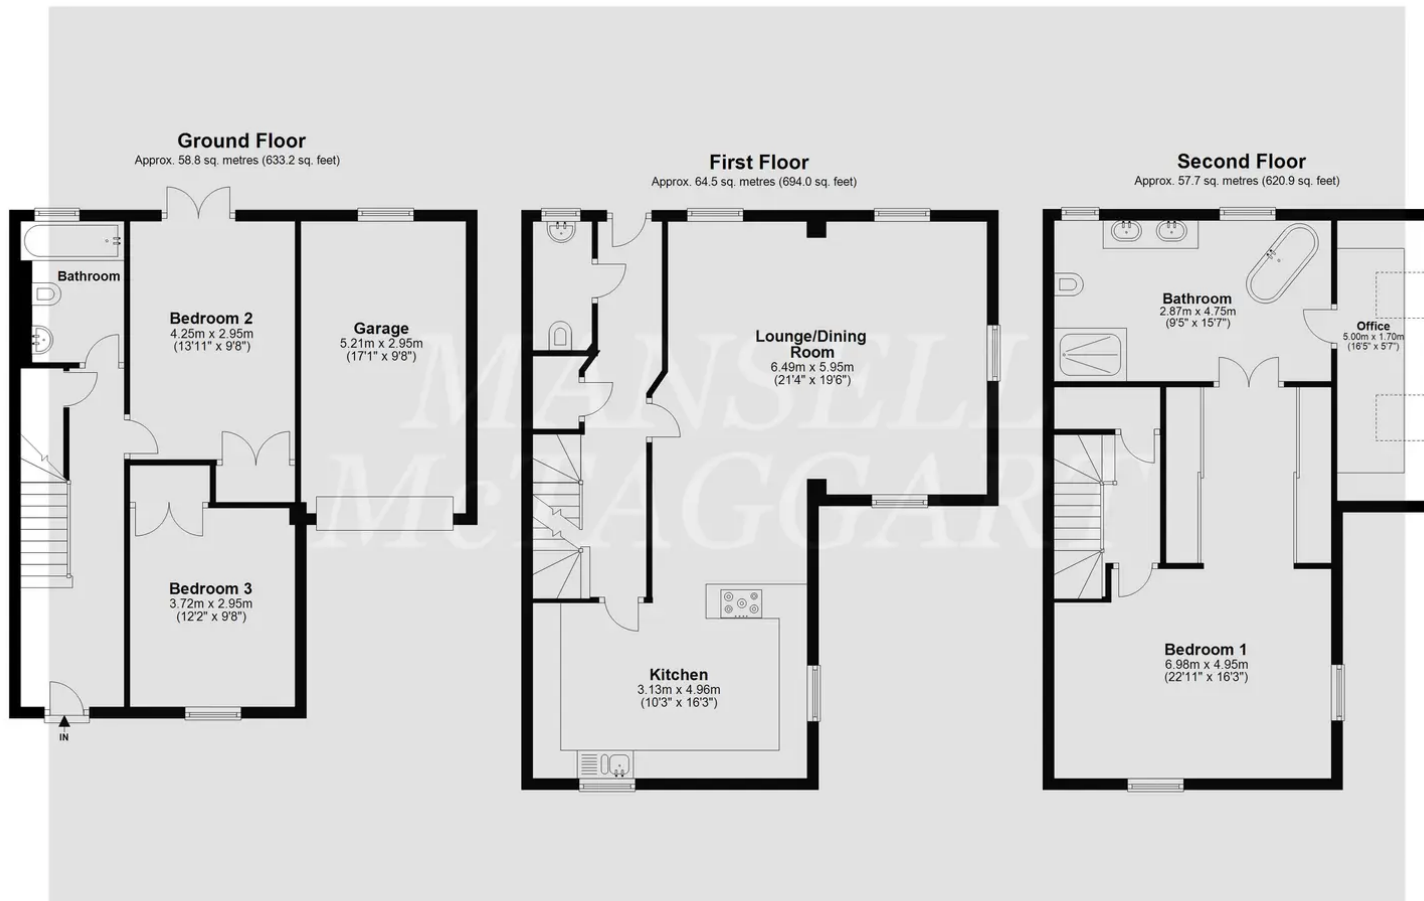 Ground Floor
Approx. 58.8 sq. metres (633.2 sq. feet)
Bathroom
Bedroom 2
4.25m x 2.95m
(13'11" x 9'8")
Garage
5.21m x 2.95m
(17'1" x 9'8")
Bedroom 3
3.72m x 2.95m
(12'2" x 9'8")
IN
First Floor
Approx. 64.5 sq. metres (694.0 sq. feet)
Lounge/Dining
Room
6.49m x 5.95m
(21'4" x 19'6")
Kitchen
3.13m x 4.96m
(10'3" x 16'3")
Second Floor
Approx. 57.7 sq. metres (620.9 sq. feet)
Bathroom
2.87m x 4.75m
(9'5" x 15'7")
Office
5.00m x 1.70m
(16'5" x 5'7")
Bedroom 1
6.98m x 4.95m
(22'11" x 16'3")
MANSELL
McTAGGART